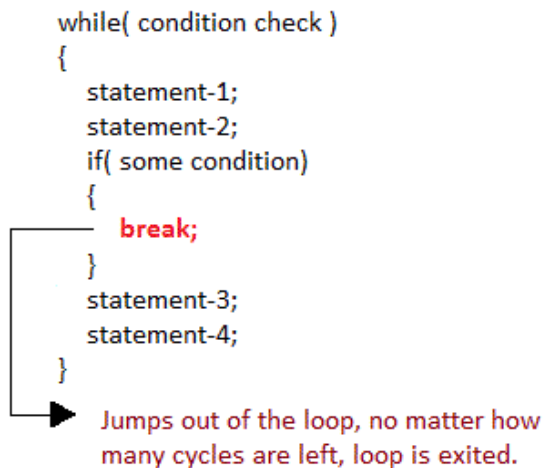 while( condition check )
{
statement-1;
statement-2;
if( some condition)
{
break;
}
statement-3;
statement-4;
}
Jumps out of the loop, no matter how
many cycles are left, loop is exited.